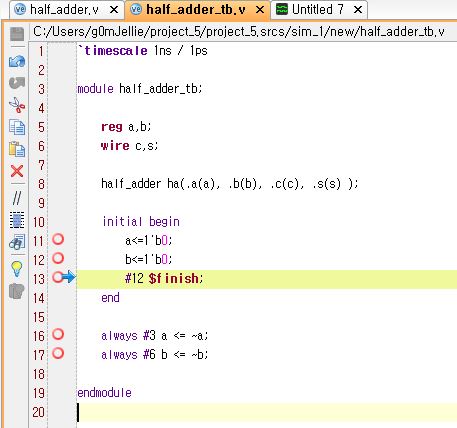 half_adder.v
half_adder_tb.v
Untitled 7
C:/Users/g0mJellie/project_5/project_5.srcs/sim_1/new/half_adder_tb.v
1 `timescale 1ns / 1ps
2
3 module half_adder_tb;
4
5 reg a,b;
6 wire c,s;
7
8 half_adder ha(.a(a), .b(b), .c(c), .s(s) );
9
10 initial begin
11 a<=1'b0;
12 b<=1'b0;
13 #12 $finish;
14 end
15
16 always #3 a <= ~a;
17 always #6 b <= ~b;
18
19 endmodule
20